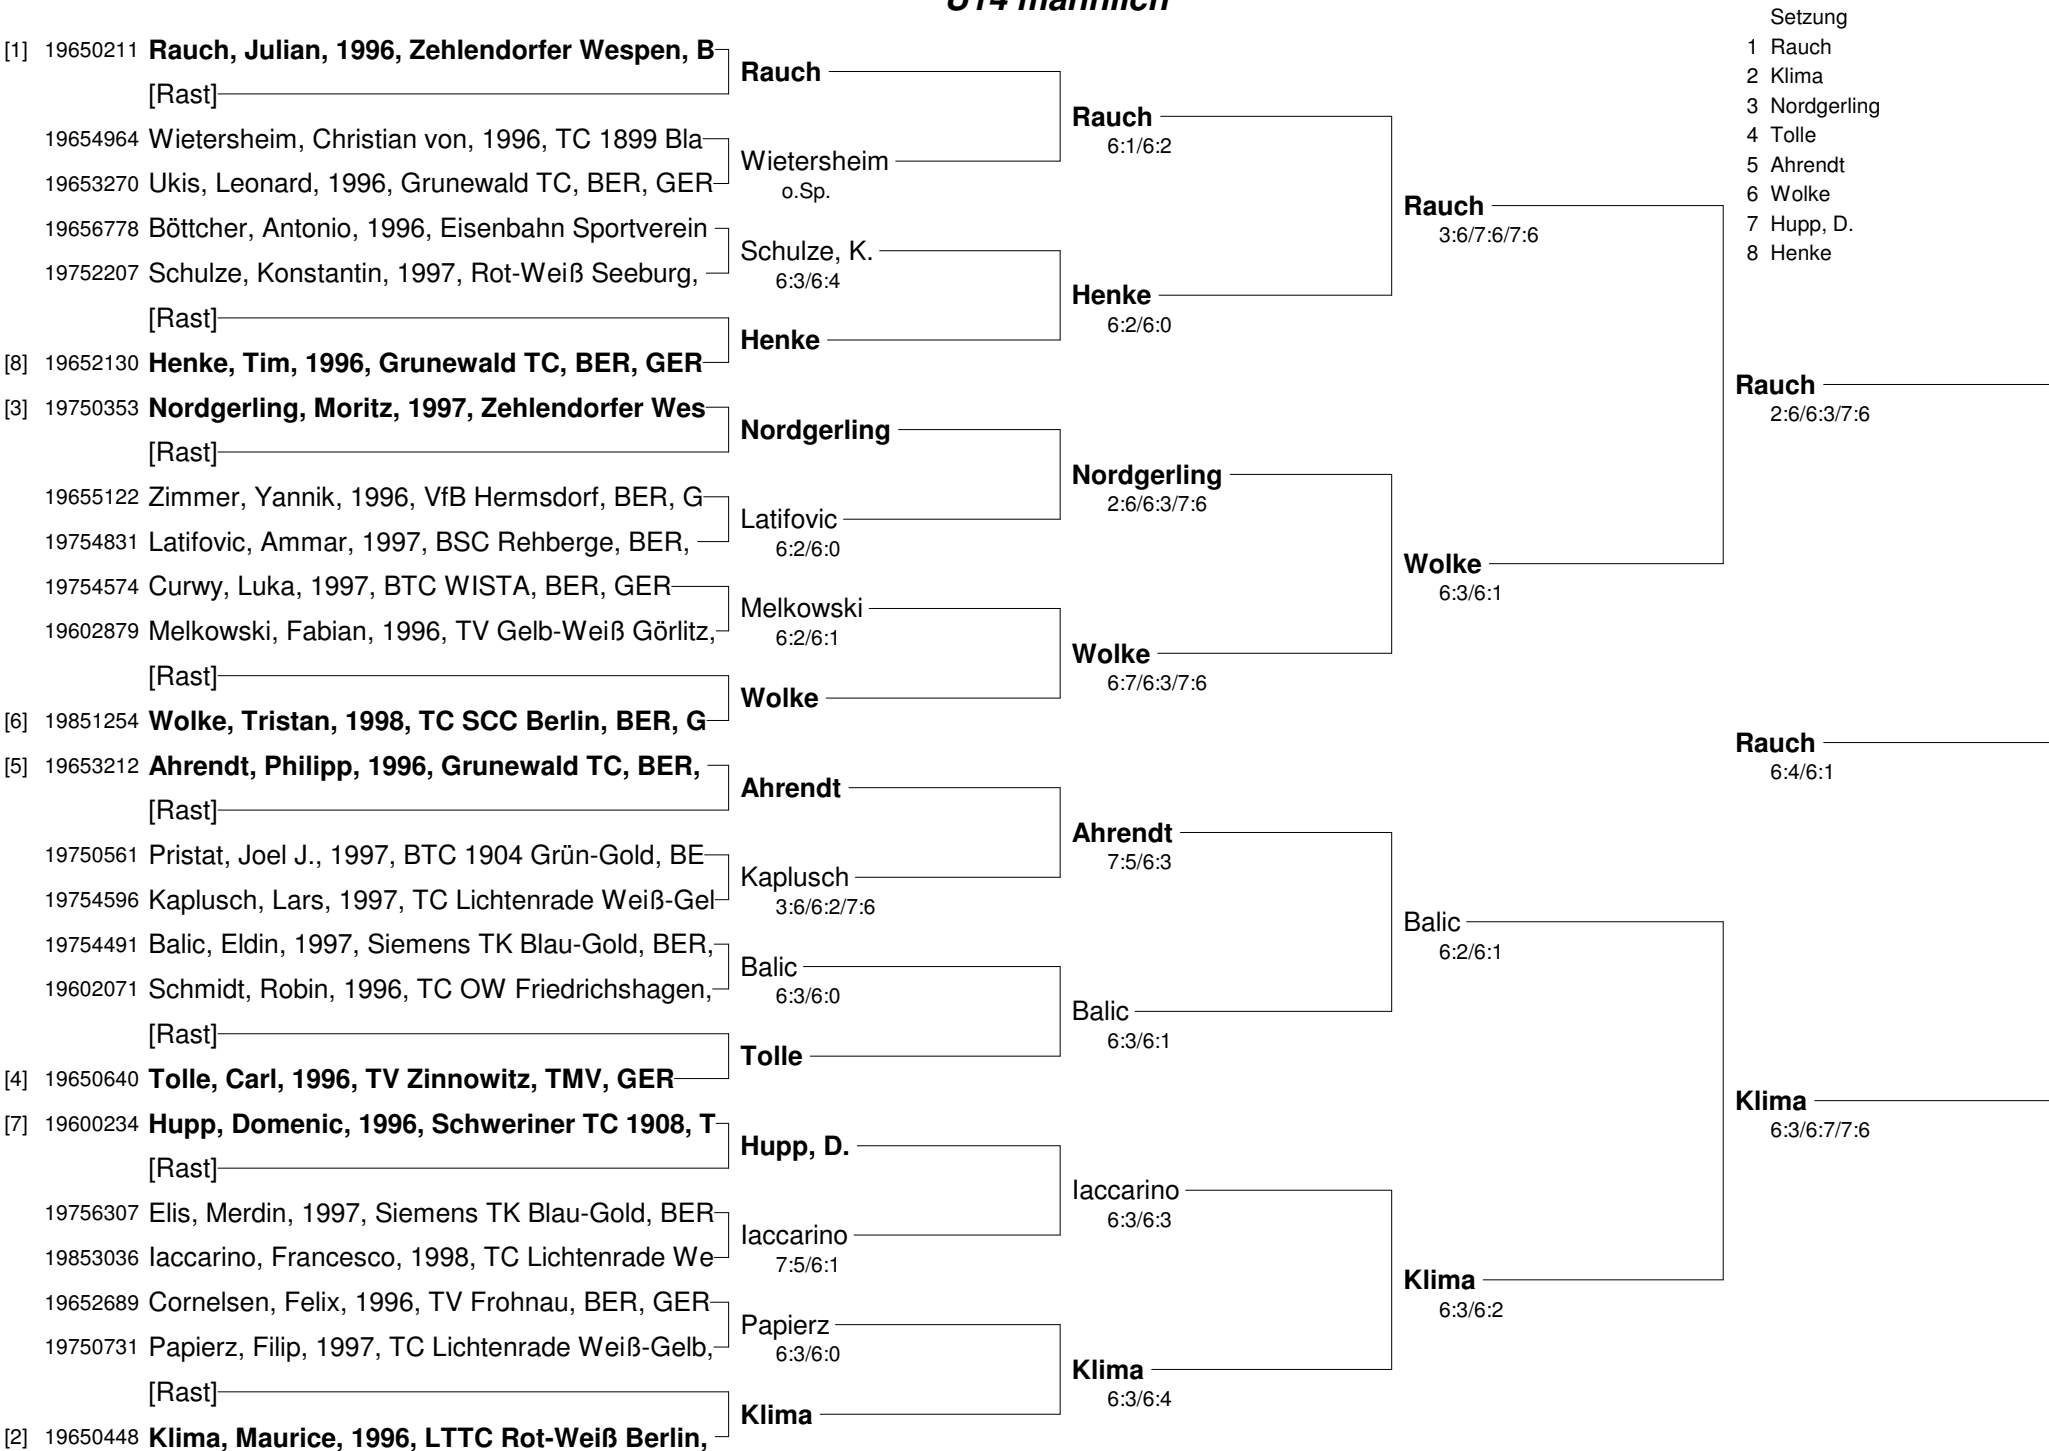 U14 männlich
Setzung
1 Rauch
2 Klima
3 Nordgerling
4 Tolle
5 Ahrendt
6 Wolke
7 Hupp, D.
8 Henke
[1] 19650211 Rauch, Julian, 1996, Zehlendorfer Wespen, B
[Rast]
19654964 Wietersheim, Christian von, 1996, TC 1899 Bla
19653270 Ukis, Leonard, 1996, Grunewald TC, BER, GER
19656778 Böttcher, Antonio, 1996, Eisenbahn Sportverein
19752207 Schulze, Konstantin, 1997, Rot-Weiß Seeburg,
[Rast]
[8] 19652130 Henke, Tim, 1996, Grunewald TC, BER, GER
[3] 19750353 Nordgerling, Moritz, 1997, Zehlendorfer Wes
[Rast]
19655122 Zimmer, Yannik, 1996, VfB Hermsdorf, BER, G
19754831 Latifovic, Ammar, 1997, BSC Rehberge, BER,
19754574 Curwy, Luka, 1997, BTC WISTA, BER, GER
19602879 Melkowski, Fabian, 1996, TV Gelb-Weiß Görlitz,
[Rast]
[6] 19851254 Wolke, Tristan, 1998, TC SCC Berlin, BER, G
[5] 19653212 Ahrendt, Philipp, 1996, Grunewald TC, BER,
[Rast]
19750561 Pristat, Joel J., 1997, BTC 1904 Grün-Gold, BE
19754596 Kaplusch, Lars, 1997, TC Lichtenrade Weiß-Gel
19754491 Balic, Eldin, 1997, Siemens TK Blau-Gold, BER,
19602071 Schmidt, Robin, 1996, TC OW Friedrichshagen,
[Rast]
[4] 19650640 Tolle, Carl, 1996, TV Zinnowitz, TMV, GER
[7] 19600234 Hupp, Domenic, 1996, Schweriner TC 1908, T
[Rast]
19756307 Elis, Merdin, 1997, Siemens TK Blau-Gold, BER
19853036 Iaccarino, Francesco, 1998, TC Lichtenrade We
19652689 Cornelsen, Felix, 1996, TV Frohnau, BER, GER
19750731 Papierz, Filip, 1997, TC Lichtenrade Weiß-Gelb,
[Rast]
[2] 19650448 Klima, Maurice, 1996, LTTC Rot-Weiß Berlin,
Rauch
Wietersheim
o.Sp.
Schulze, K.
6:3/6:4
Henke
Nordgerling
Latifovic
6:2/6:0
Melkowski
6:2/6:1
Wolke
Ahrendt
Kaplusch
3:6/6:2/7:6
Balic
6:3/6:0
Tolle
Hupp, D.
Iaccarino
7:5/6:1
Papierz
6:3/6:0
Klima
Rauch
6:1/6:2
Henke
6:2/6:0
Nordgerling
2:6/6:3/7:6
Wolke
6:7/6:3/7:6
Ahrendt
7:5/6:3
Balic
6:3/6:1
Iaccarino
6:3/6:3
Klima
6:3/6:4
Rauch
3:6/7:6/7:6
Wolke
6:3/6:1
Balic
6:2/6:1
Klima
6:3/6:2
Rauch
2:6/6:3/7:6
Rauch
6:4/6:1
Klima
6:3/6:7/7:6